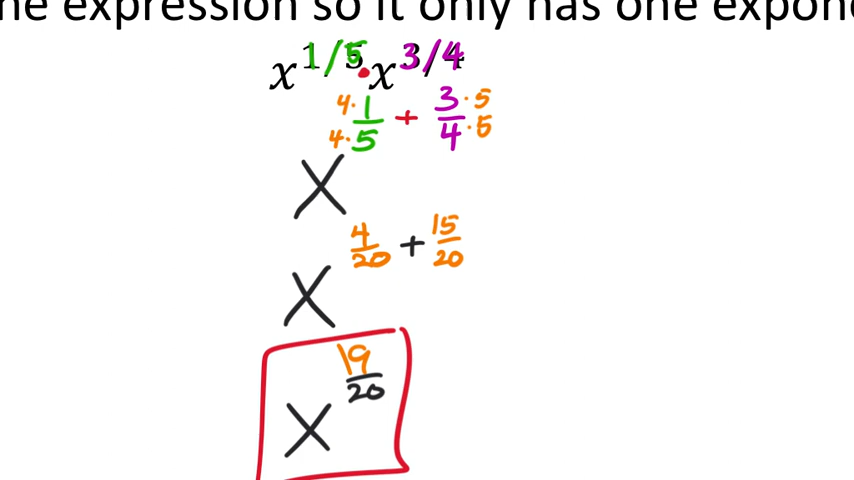 he expression so it only has one expone
x^1/5 · x^3/4
x^(4·1/4·5 + 3·5/4·5)
x^(4/20 + 15/20)
x^(19/20)